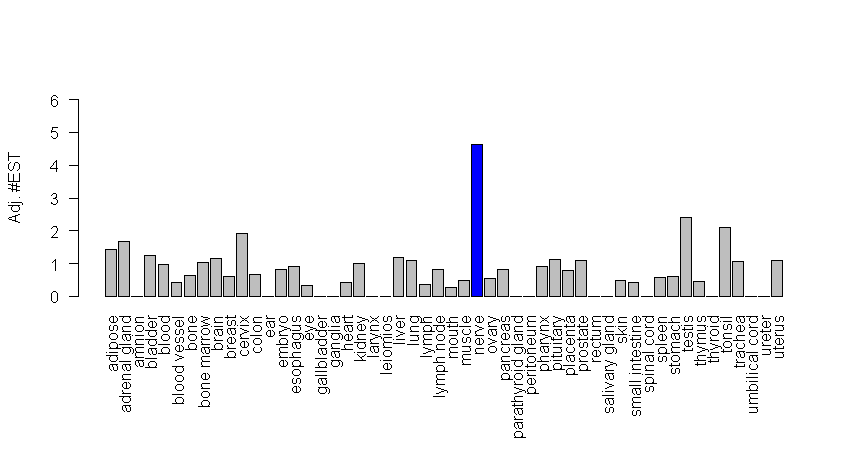 6
5
4
3
2
1
0
Adj. #EST
adipose
adrenal gland
amnion
bladder
blood
blood vessel
bone
bone marrow
brain
breast
cervix
colon
ear
embryo
esophagus
eye
gallbladder
ganglia
heart
kidney
larynx
leiomios
liver
lung
lymph
lymph node
mouth
muscle
nerve
ovary
pancreas
parathyroid gland
peritoneum
pharynx
pituitary
placenta
prostate
rectum
salivary gland
skin
small intestine
spinal cord
spleen
stomach
testis
thymus
thyroid
tonsil
trachea
umbilical cord
ureter
uterus